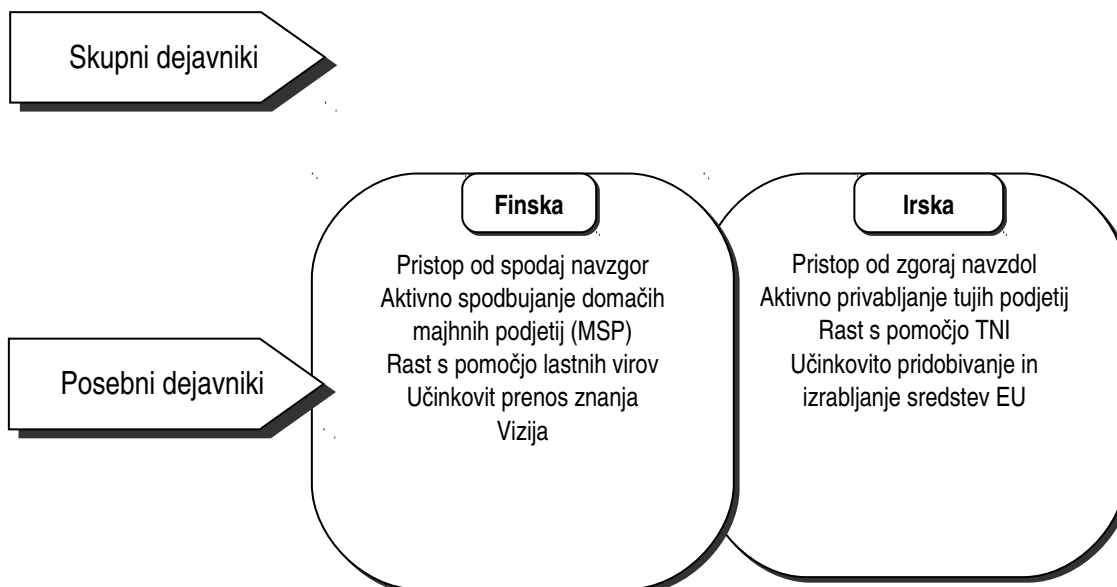 Skupni dejavniki
Posebni dejavniki
Finska
Pristop od spodaj navzgor
Aktivno spodbujanje domačih
majhnih podjetij (MSP)
Rast s pomočjo lastnih virov
Učinkovit prenos znanja
Vizija
Irska
Pristop od zgoraj navzdol
Aktivno privabljanje tujih podjetij
Rast s pomočjo TNI
Učinkovito pridobivanje in
izrabljanje sredstev EU